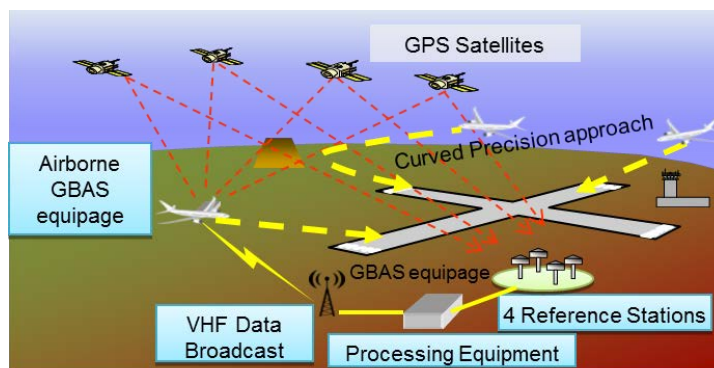 GPS Satellites
Curved Precision approach
Airborne
GBAS
equipage
GBAS equipage
4 Reference Stations
VHF Data
Broadcast
Processing Equipment